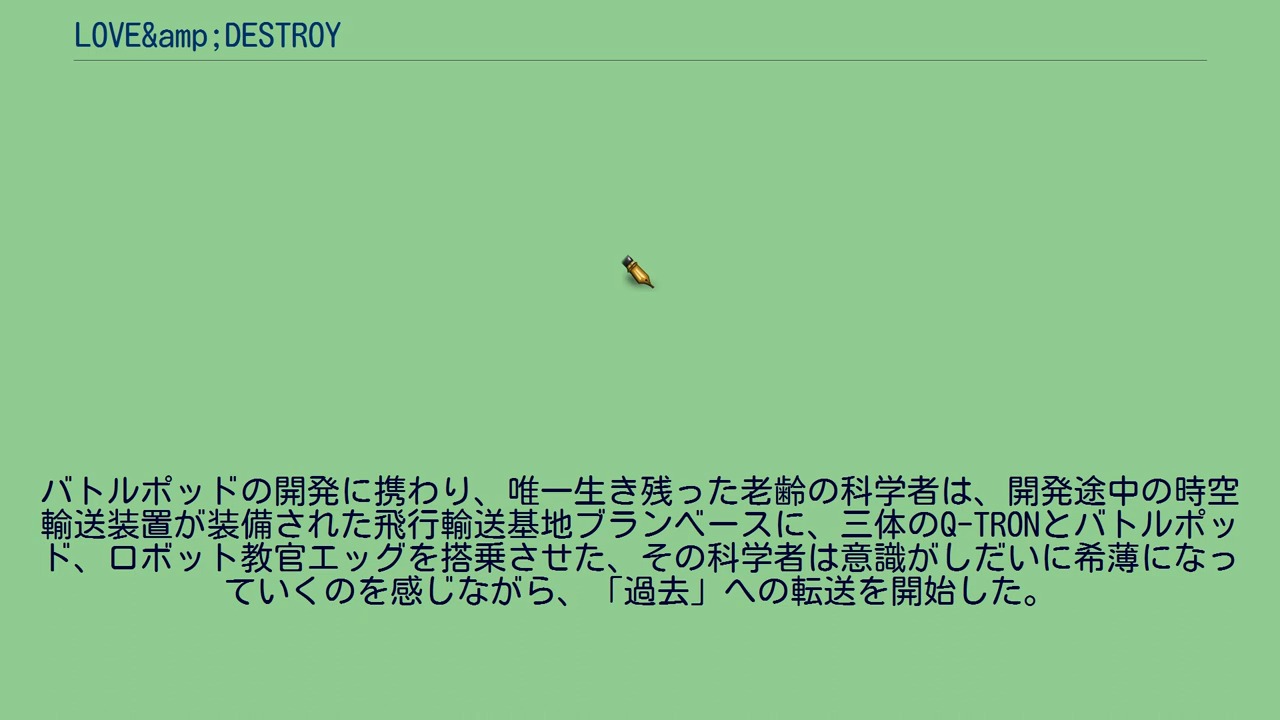 LOVE&amp;DESTROY
バトルポッドの開発に携わり、唯一生き残った老齢の科学者は、開発途中の時空
輸送装置が装備された飛行輸送基地ブランベースに、三体のQ-TRONとバトルポッ
ド、ロボット教官エッグを搭乗させた、その科学者は意識がしだいに希薄になっ
ていくのを感じながら、「過去」への転送を開始した。